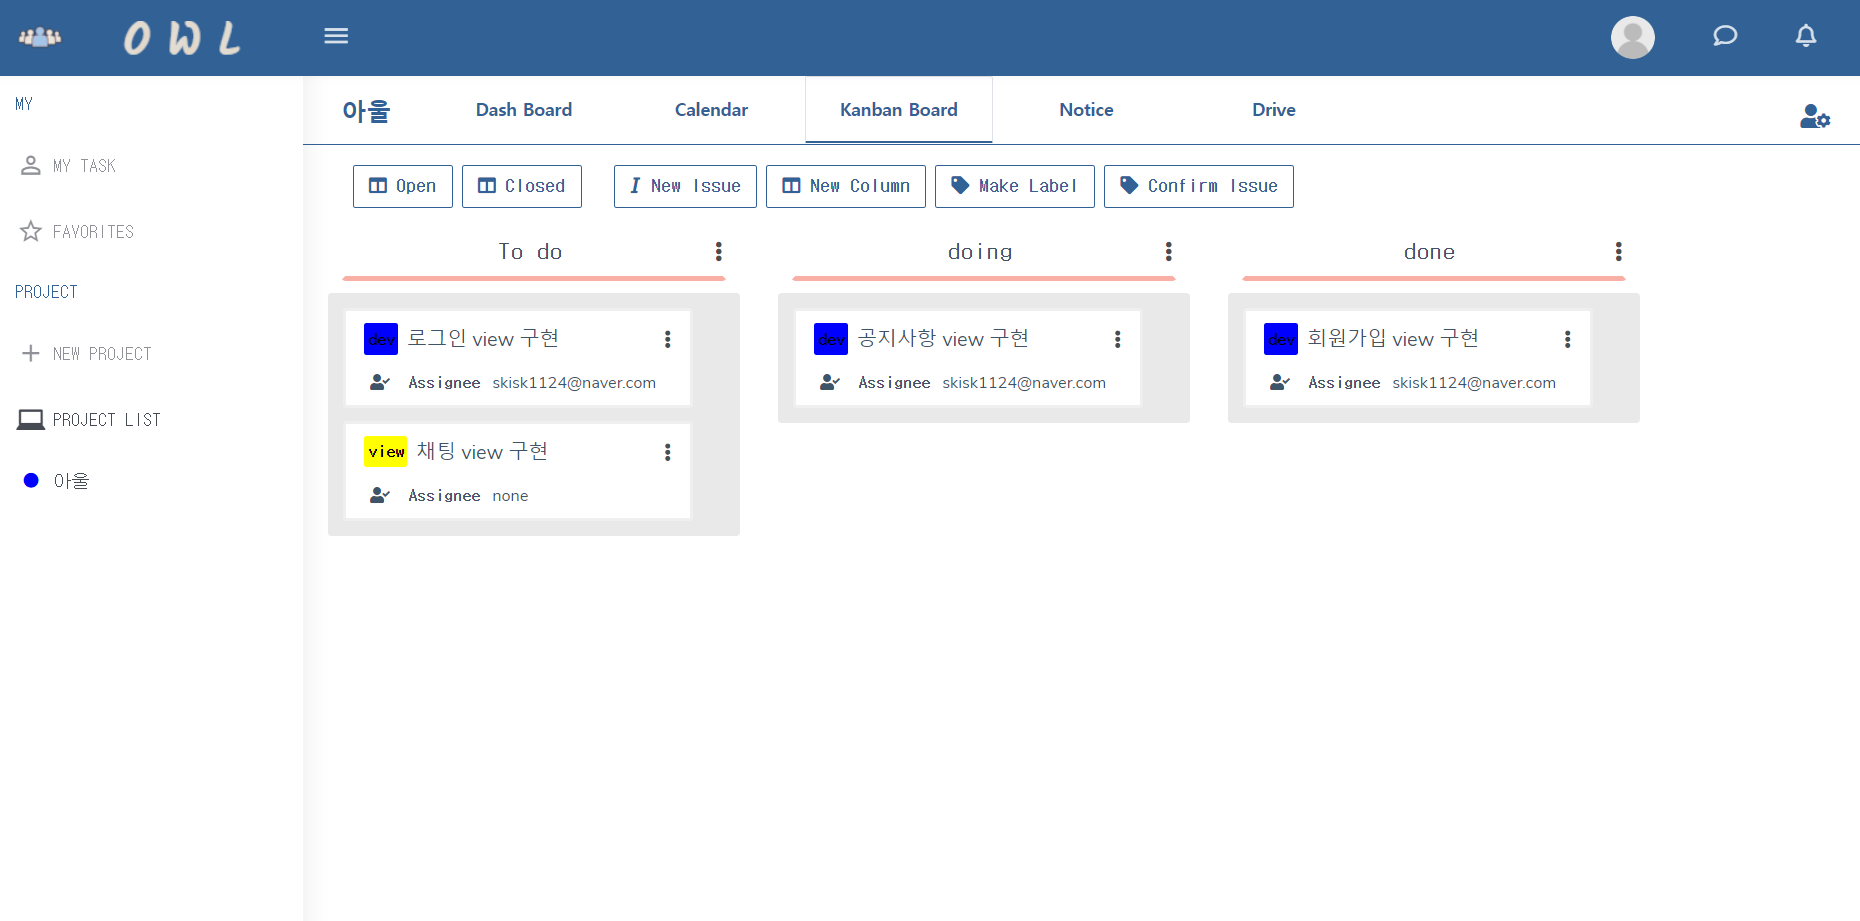 OWL
MY
MY TASK
FAVORITES
PROJECT
NEW PROJECT
PROJECT LIST
아울
아울 Dash Board Calendar Kanban Board Notice Drive
Open Closed New Issue New Column Make Label Confirm Issue
To do
dev 로그인 view 구현
Assignee skisk1124@naver.com
view 채팅 view 구현
Assignee none
doing
dev 공지사항 view 구현
Assignee skisk1124@naver.com
done
dev 회원가입 view 구현
Assignee skisk1124@naver.com